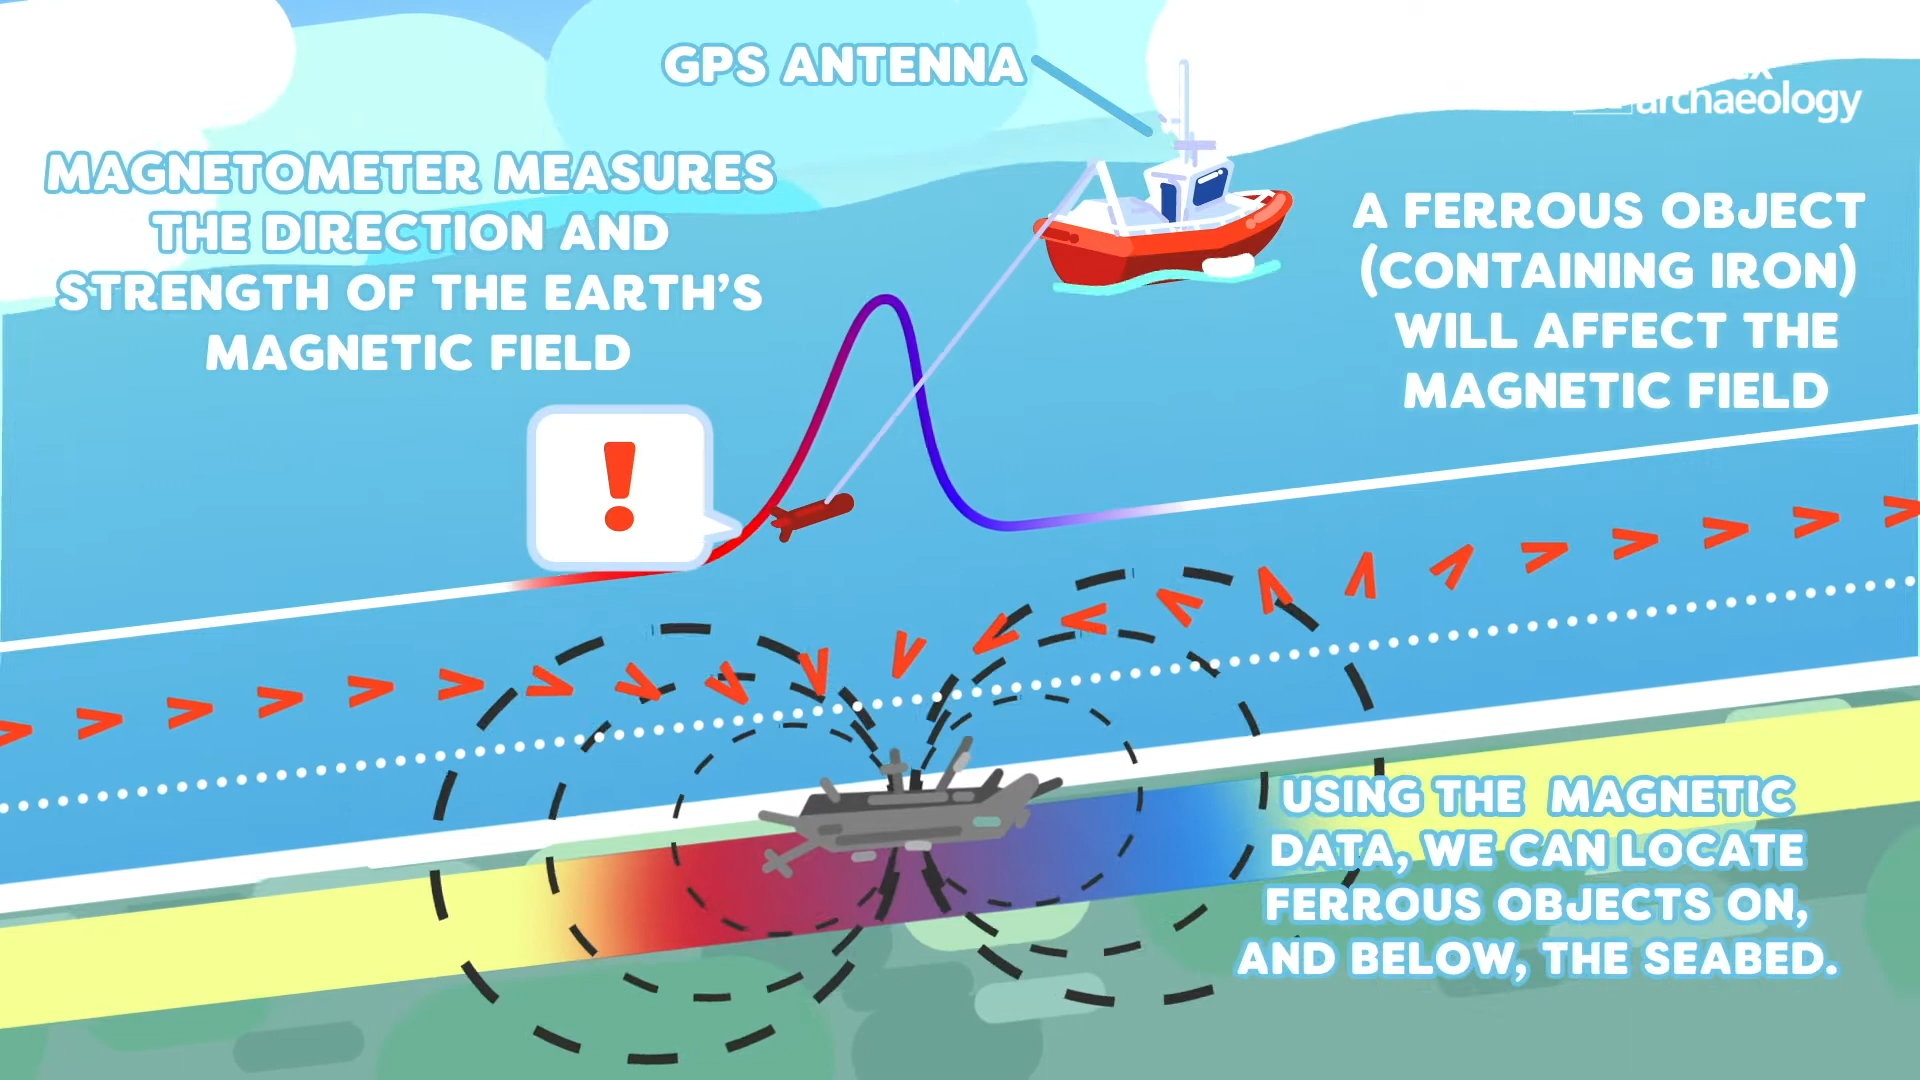 GPS ANTENNA
MAGNETOMETER MEASURES
THE DIRECTION AND
STRENGTH OF THE EARTH'S
MAGNETIC FIELD
archaeology
A FERROUS OBJECT
(CONTAINING IRON)
WILL AFFECT THE
MAGNETIC FIELD
!
USING THE MAGNETIC
DATA, WE CAN LOCATE
FERROUS OBJECTS ON,
AND BELOW, THE SEABED.